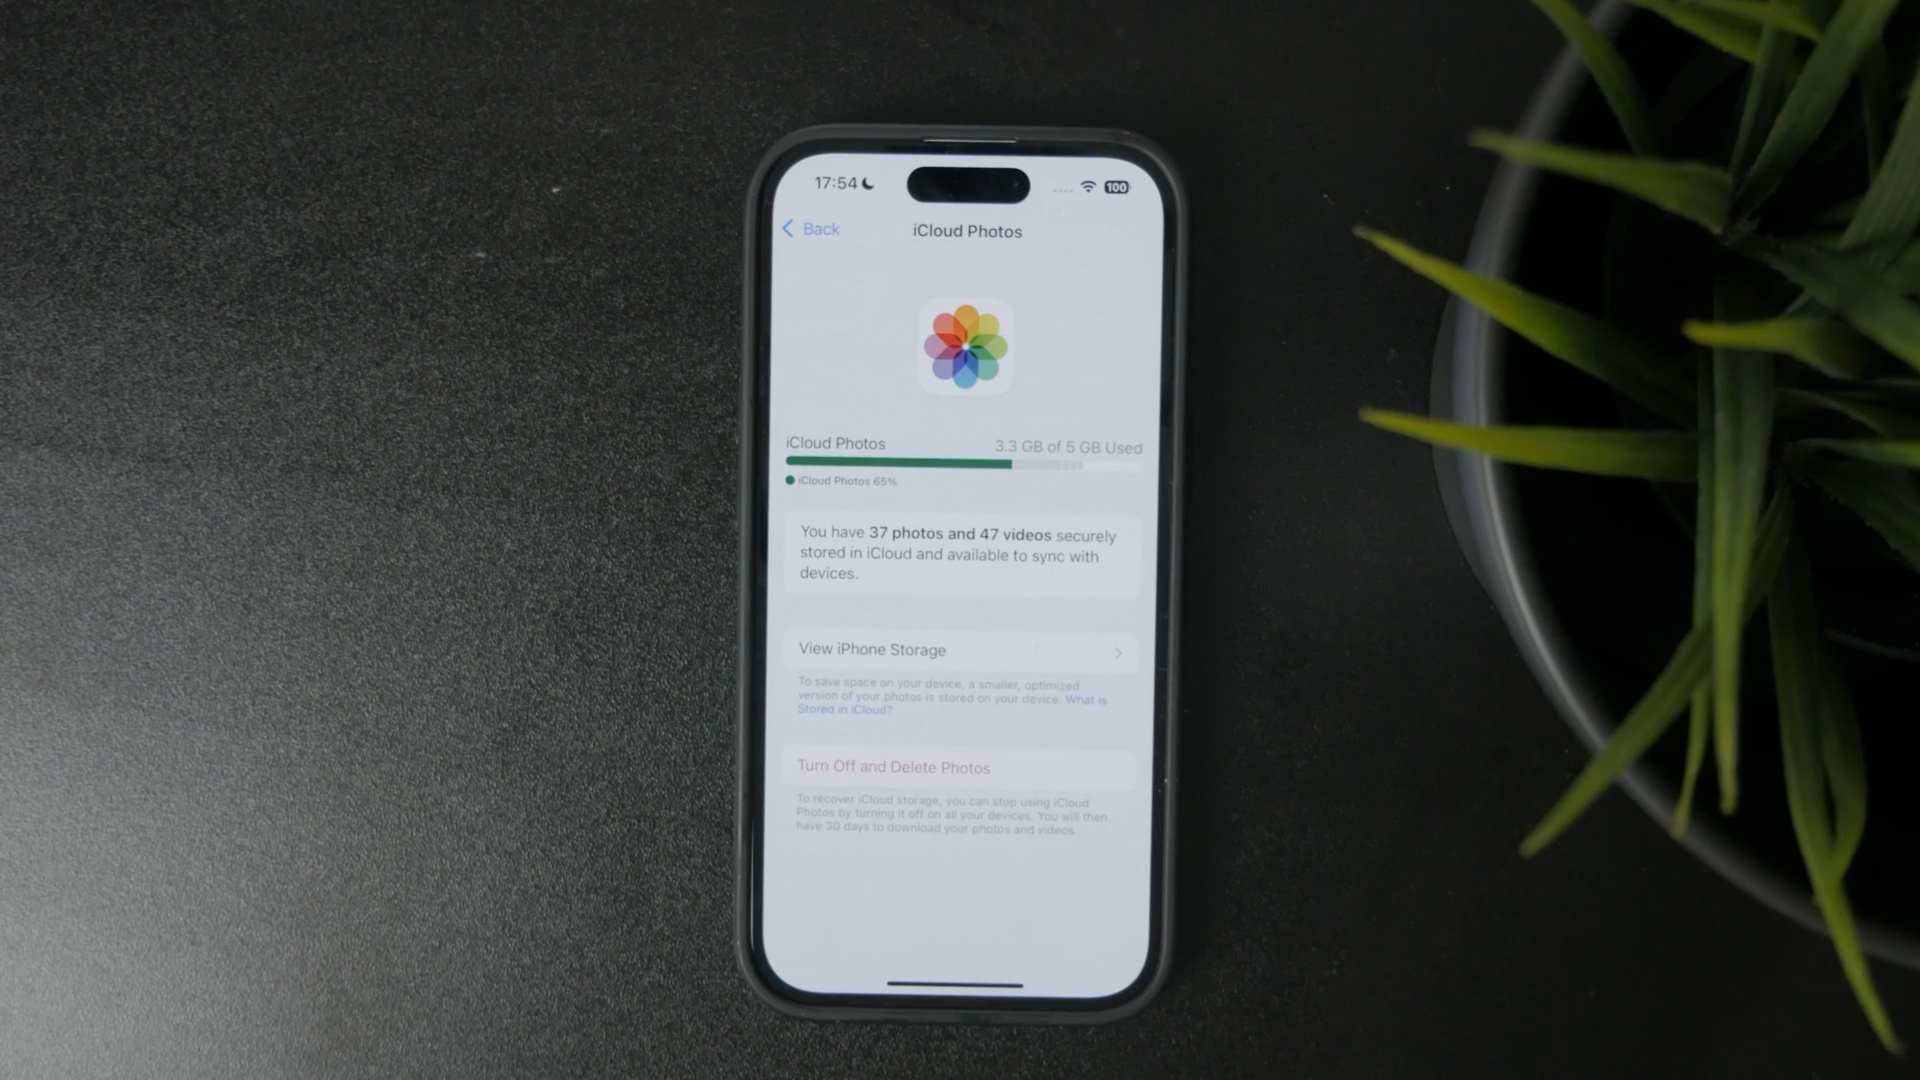 17:54
100
Back
iCloud Photos
iCloud Photos
3.3 GB of 5 GB Used
iCloud Photos 65%
You have 37 photos and 47 videos securely
stored in iCloud and available to sync with
devices.
View iPhone Storage
To save space on your device, a smaller, optimized
version of your photos is stored on your device. What is
Stored in iCloud?
Turn Off and Delete Photos
To recover iCloud storage, you can stop using iCloud
Photos by turning it off on all your devices. You will then
have 30 days to download your photos and videos.